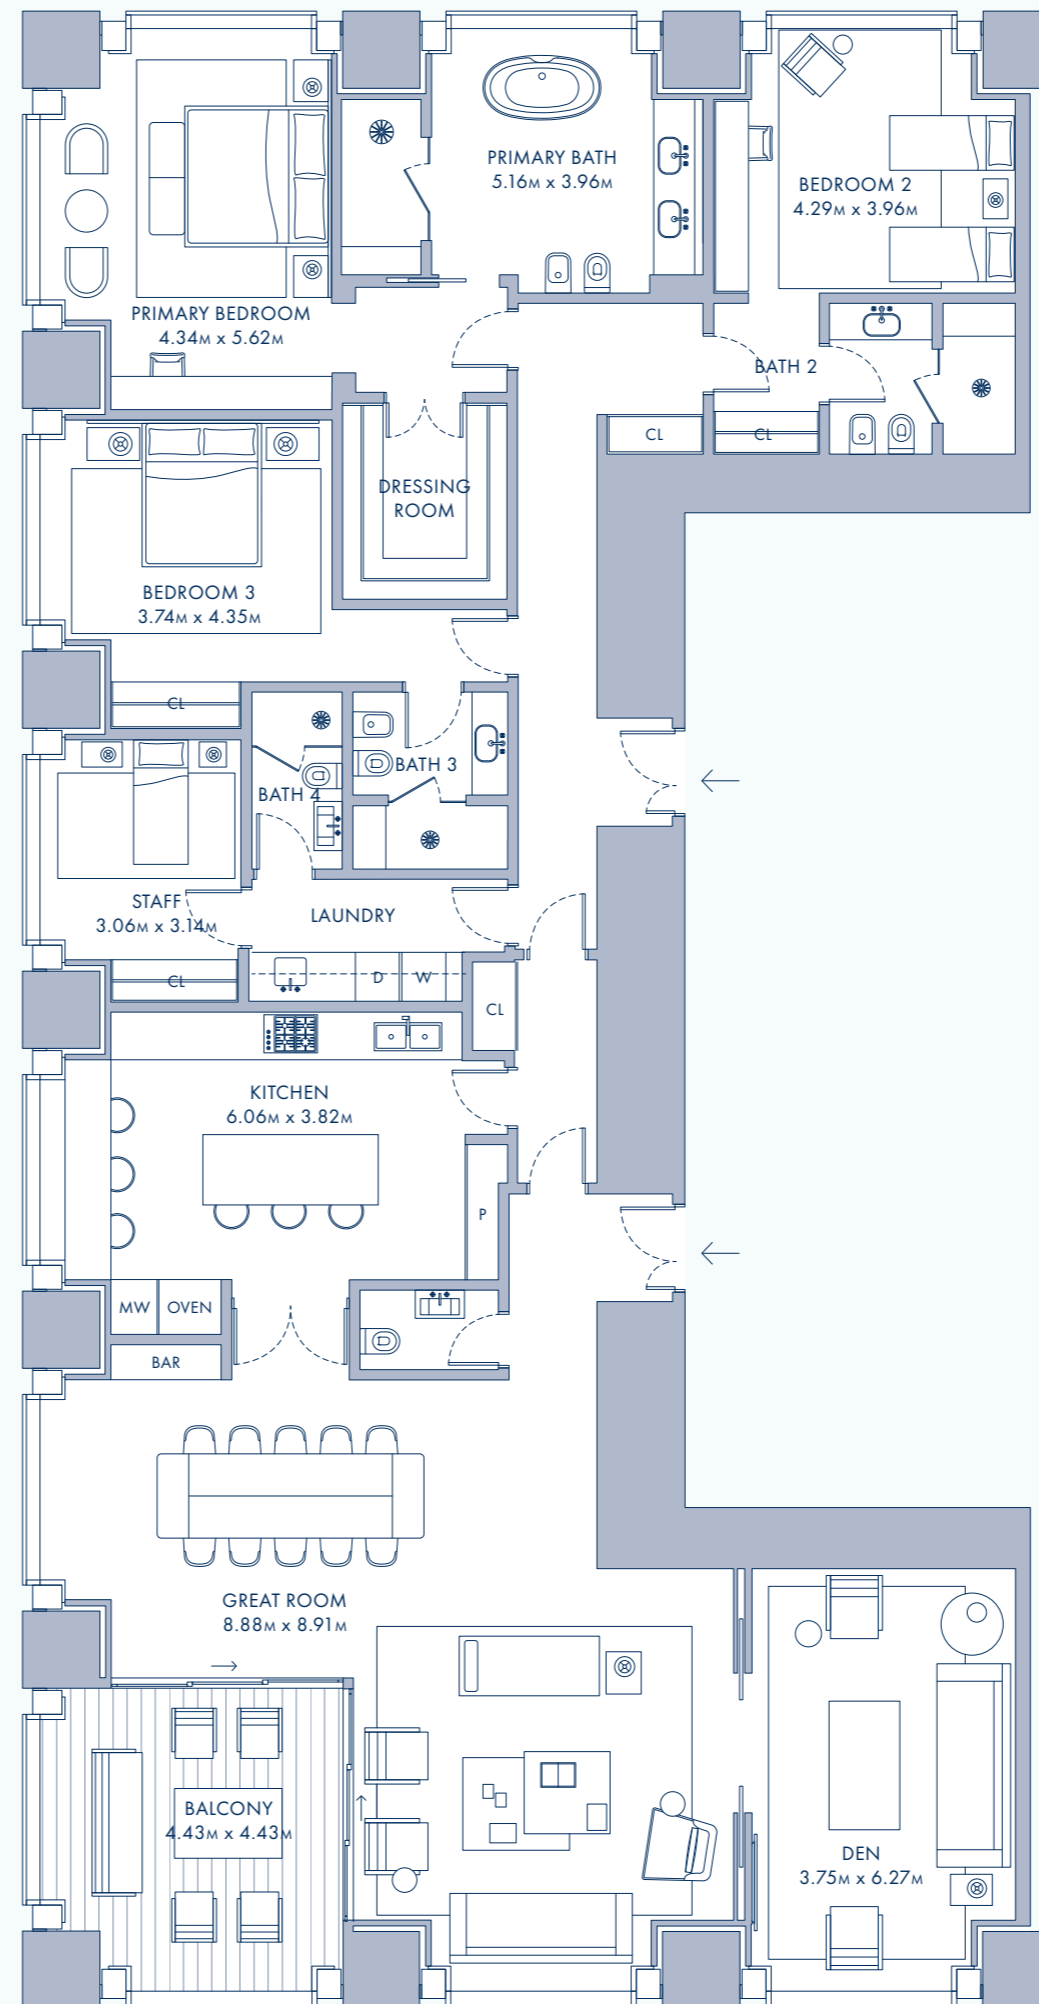 PRIMARY BATH
5.16M x 3.96M
BEDROOM 2
4.29M x 3.96M
PRIMARY BEDROOM
4.34M x 5.62M
BATH 2
CL
CL
DRESSING
ROOM
BEDROOM 3
3.74M x 4.35M
CL
BATH 3
BATH 4
STAFF
3.06M x 3.14M
LAUNDRY
CL
D
W
CL
KITCHEN
6.06M x 3.82M
P
MW
OVEN
BAR
GREAT ROOM
8.88M x 8.91M
BALCONY
4.43M x 4.43M
DEN
3.75M x 6.27M